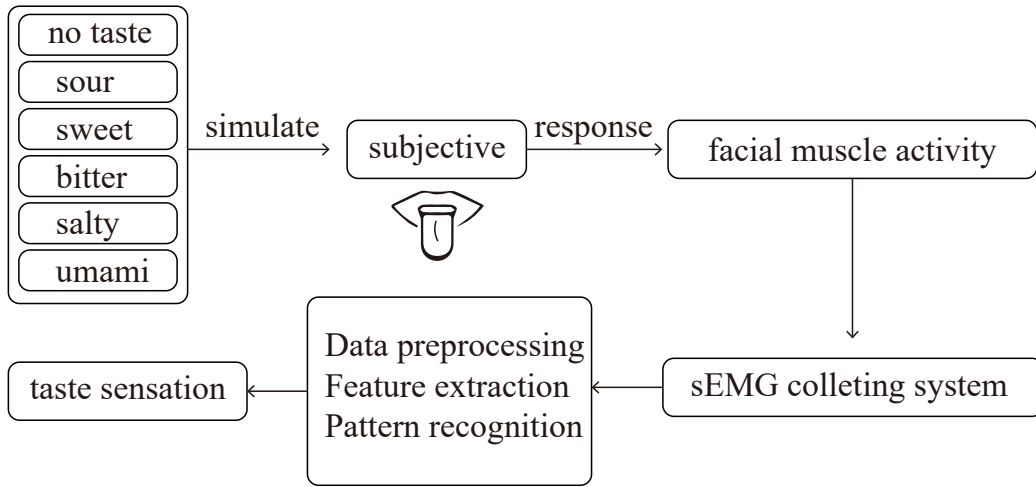 no taste
sour
sweet
bitter
salty
umami
simulate
subjective
response
facial muscle activity
sEMG colleting system
Data preprocessing
Feature extraction
Pattern recognition
taste sensation